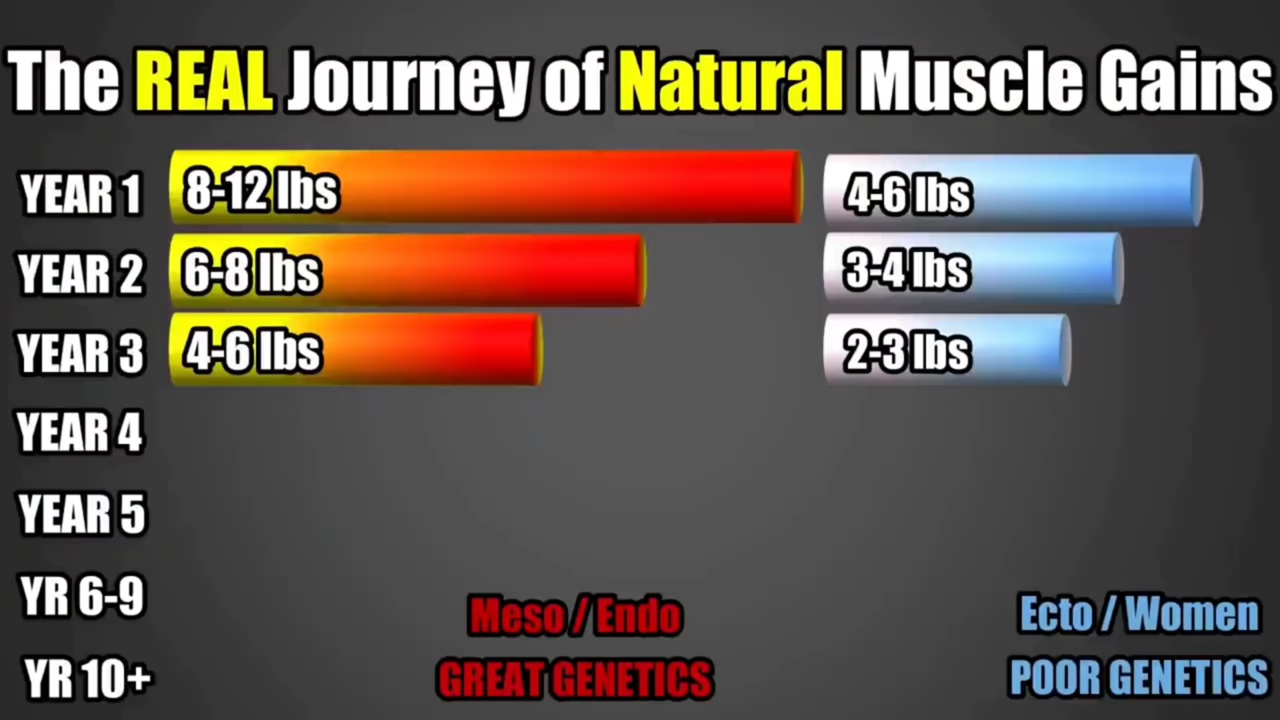 The REAL Journey of Natural Muscle Gains
YEAR 1 8-12 lbs 4-6 lbs
YEAR 2 6-8 lbs 3-4 lbs
YEAR 3 4-6 lbs 2-3 lbs
YEAR 4
YEAR 5
YR 6-9
Meso / Endo Ecto / Women
YR 10+ GREAT GENETICS POOR GENETICS